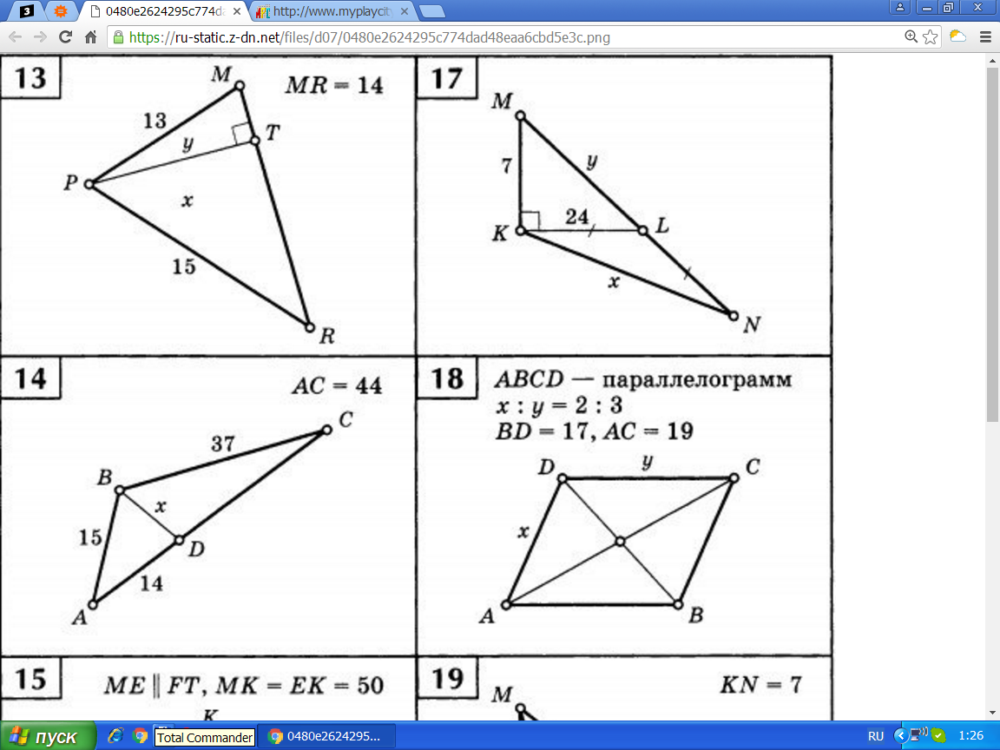 3
0480e2624295c774d
http://www.myplaycit
https://ru-static.z-dn.net/files/d07/0480e2624295c774dad48eaa6cbd5e3c.png
13
MR = 14
M
13
y
T
P
x
15
R
17
M
7
y
24
K
L
x
N
14
AC = 44
C
37
B
x
15
D
14
A
18
ABCD — параллелограмм
x : y = 2 : 3
BD = 17, AC = 19
D
y
C
x
A
B
15
ME || FT, MK = EK = 50
K
19
KN = 7
M
пуск
Total Commander
0480e2624295...
RU
1:26